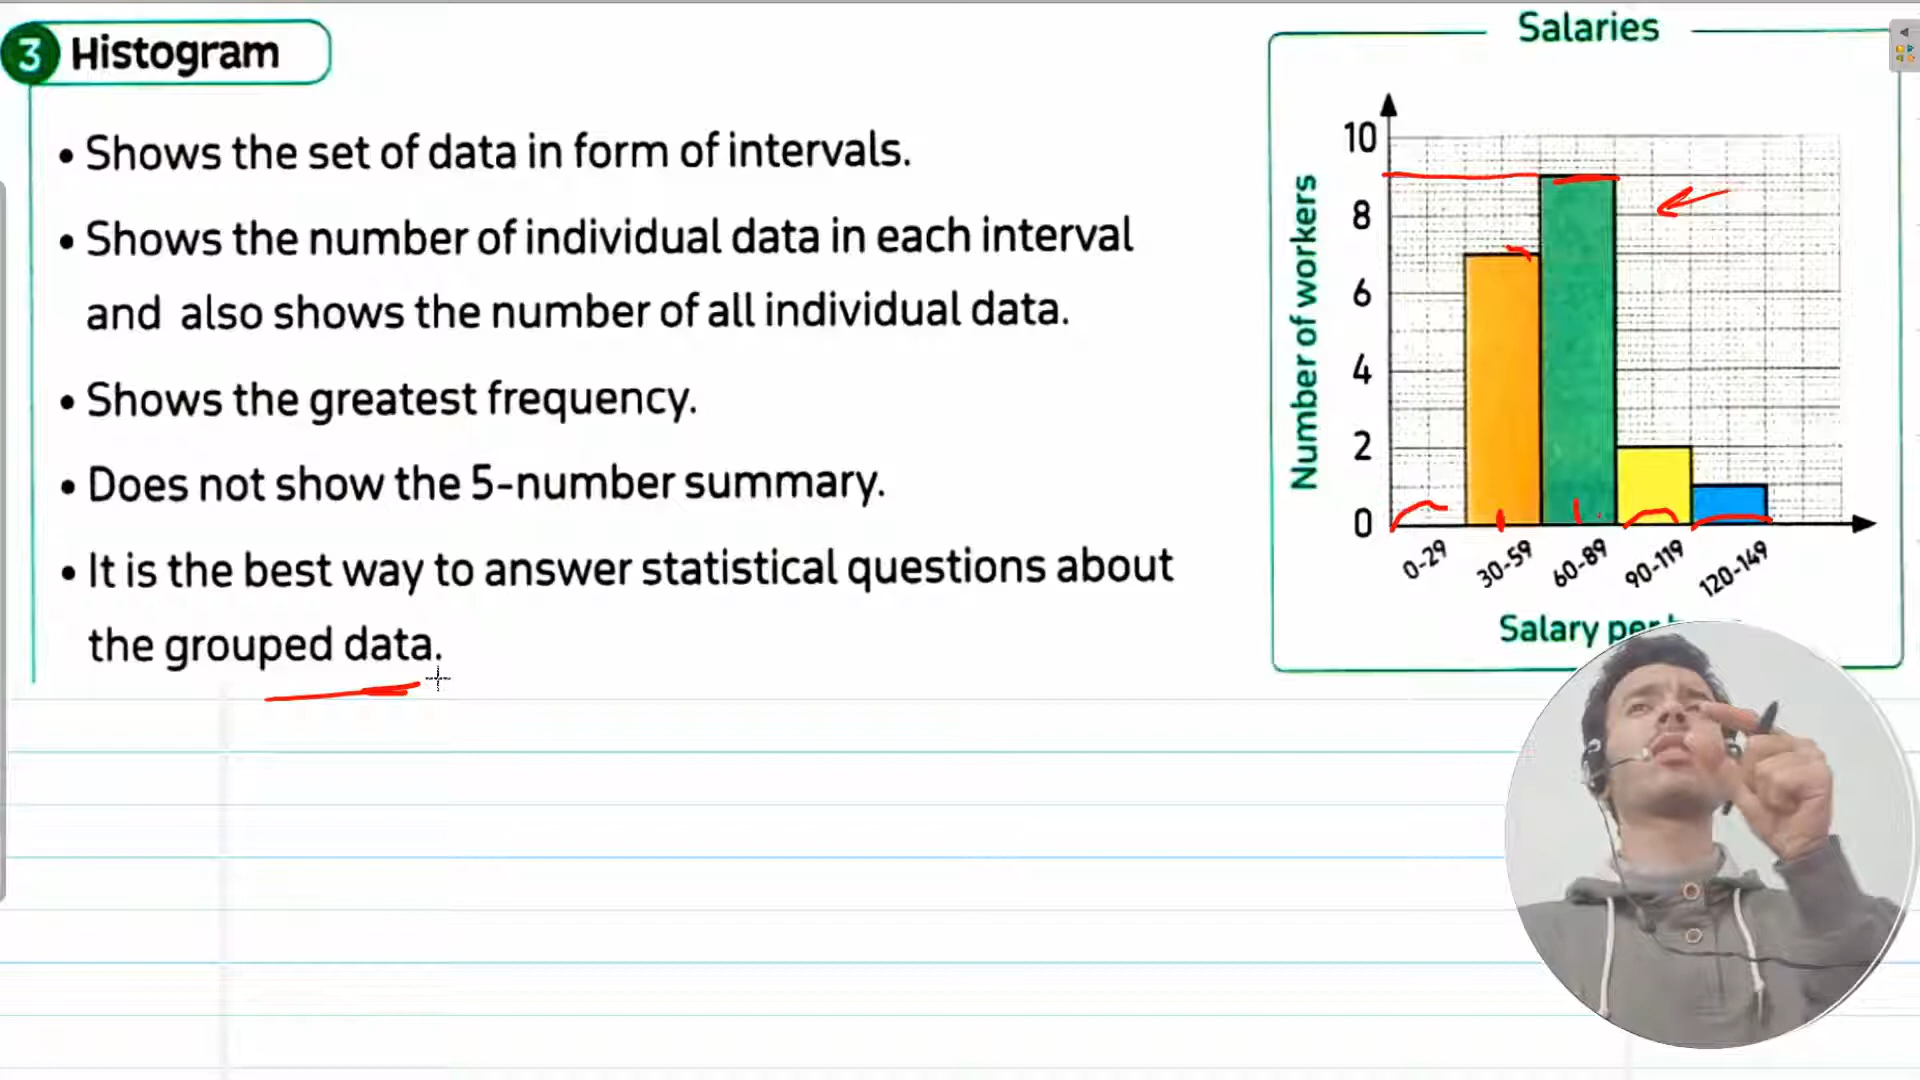 3 Histogram
• Shows the set of data in form of intervals.
• Shows the number of individual data in each interval
and also shows the number of all individual data.
• Shows the greatest frequency.
• Does not show the 5-number summary.
• It is the best way to answer statistical questions about
the grouped data.
Salaries
Number of workers
10
8
6
4
2
0
0-29
30-59
60-89
90-119
120-149
Salary per